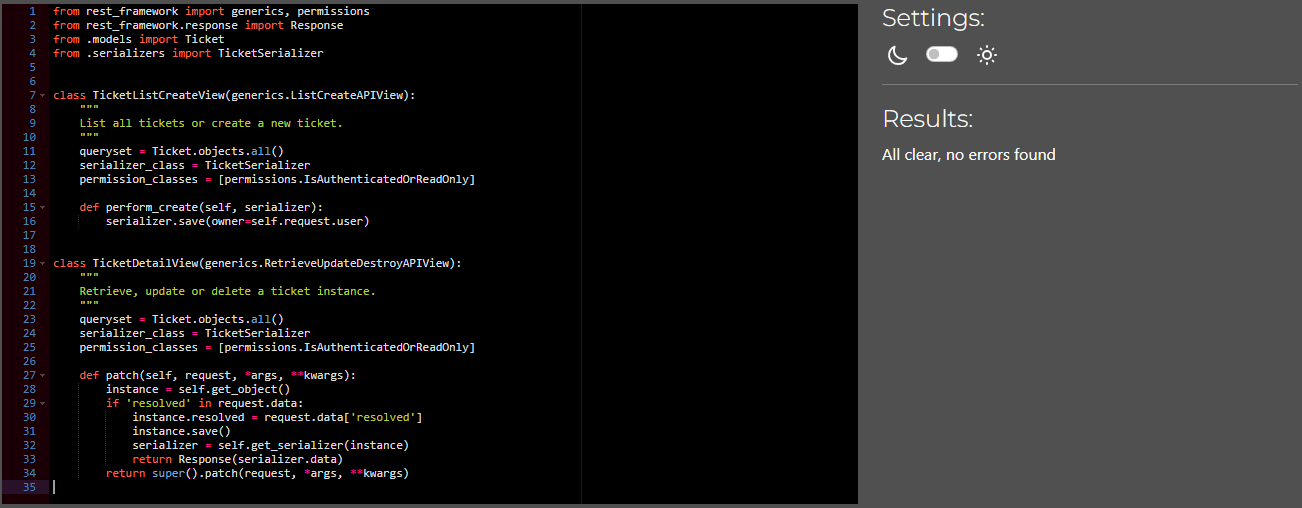 1 from rest_framework import generics, permissions
2 from rest_framework.response import Response
3 from .models import Ticket
4 from .serializers import TicketSerializer
5
6
7 class TicketListCreateView(generics.ListCreateAPIView):
8     """
9     List all tickets or create a new ticket.
10     """
11     queryset = Ticket.objects.all()
12     serializer_class = TicketSerializer
13     permission_classes = [permissions.IsAuthenticatedOrReadOnly]
14
15     def perform_create(self, serializer):
16         serializer.save(owner=self.request.user)
17
18
19 class TicketDetailView(generics.RetrieveUpdateDestroyAPIView):
20     """
21     Retrieve, update or delete a ticket instance.
22     """
23     queryset = Ticket.objects.all()
24     serializer_class = TicketSerializer
25     permission_classes = [permissions.IsAuthenticatedOrReadOnly]
26
27     def patch(self, request, *args, **kwargs):
28         instance = self.get_object()
29         if 'resolved' in request.data:
30             instance.resolved = request.data['resolved']
31             instance.save()
32             serializer = self.get_serializer(instance)
33             return Response(serializer.data)
34         return super().patch(request, *args, **kwargs)
35
Settings:
Results:
All clear, no errors found